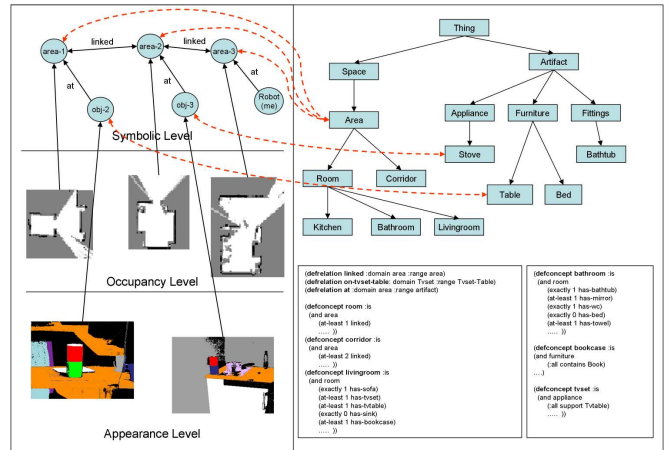 linked
linked
area-1
area-2
area-3
at
at
at
obj-2
obj-3
Robot
(me)
Symbolic Level
Occupancy Level
Appearance Level
Thing
Space
Artifact
Area
Appliance
Furniture
Fittings
Stove
Bathtub
Room
Corridor
Table
Bed
Kitchen
Bathroom
Livingroom
(defrelation linked :domain area :range area)
(defrelation on-tvset-table: domain Tvset :range Tvset-Table)
(defrelation at :domain area :range artifact)
(defconcept room :is
(and area
(at-least 1 linked)
..... ))
(defconcept corridor :is
(and area
(at-least 2 linked)
..... ))
(defconcept livingroom :is
(and room
(exactly 1 has-sofa)
(at-least 1 has-tvset)
(at-least 1 has-tvtable)
(exactly 0 has-sink)
(at-least 1 has-bookcase)
..... ))
(defconcept bathroom :is
(and room
(exactly 1 has-bathtub)
(at-least 1 has-mirror)
(exactly 1 has-wc)
(exactly 0 has-bed)
(at-least 1 has-towel)
..... ))
(defconcept bookcase :is
(and furniture
(:all contains Book)
....)
(defconcept tvset :is
(and appliance
(:all support Tvtable)
..... ))